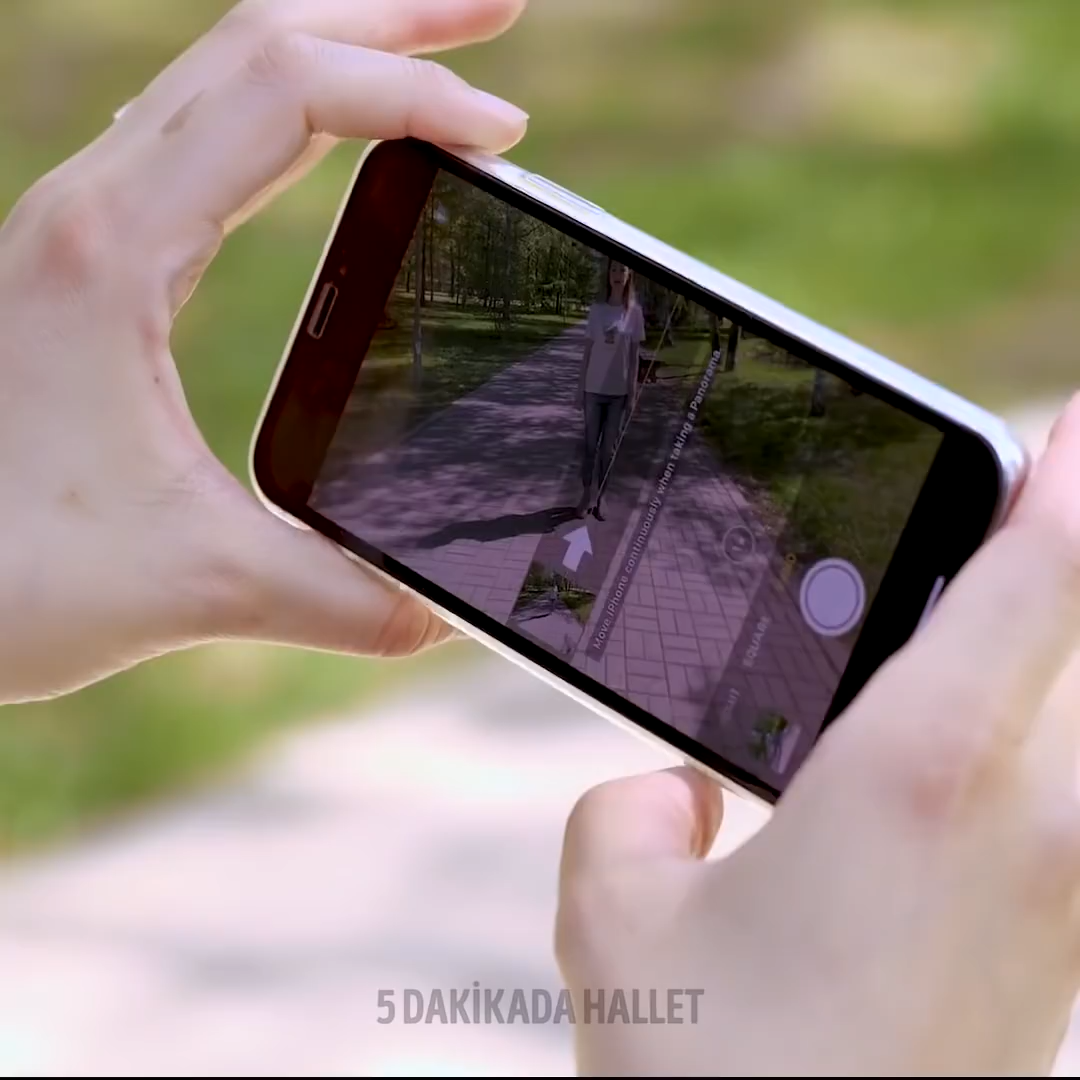 Move iPhone continuously when taking a Panorama.
SQUARE
5 DAKİKADA HALLET